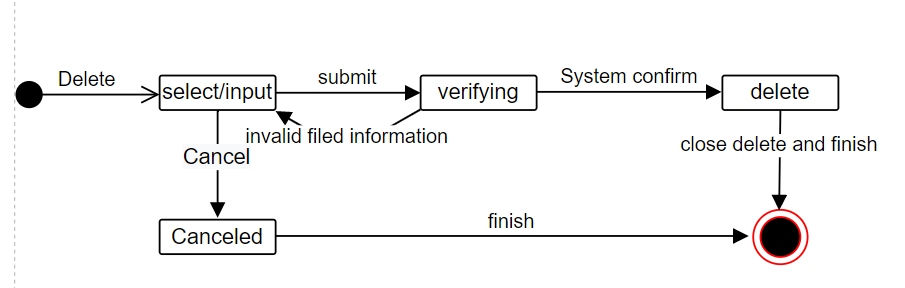 Delete
select/input
submit
verifying
System confirm
delete
invalid filed information
Cancel
close delete and finish
Canceled
finish